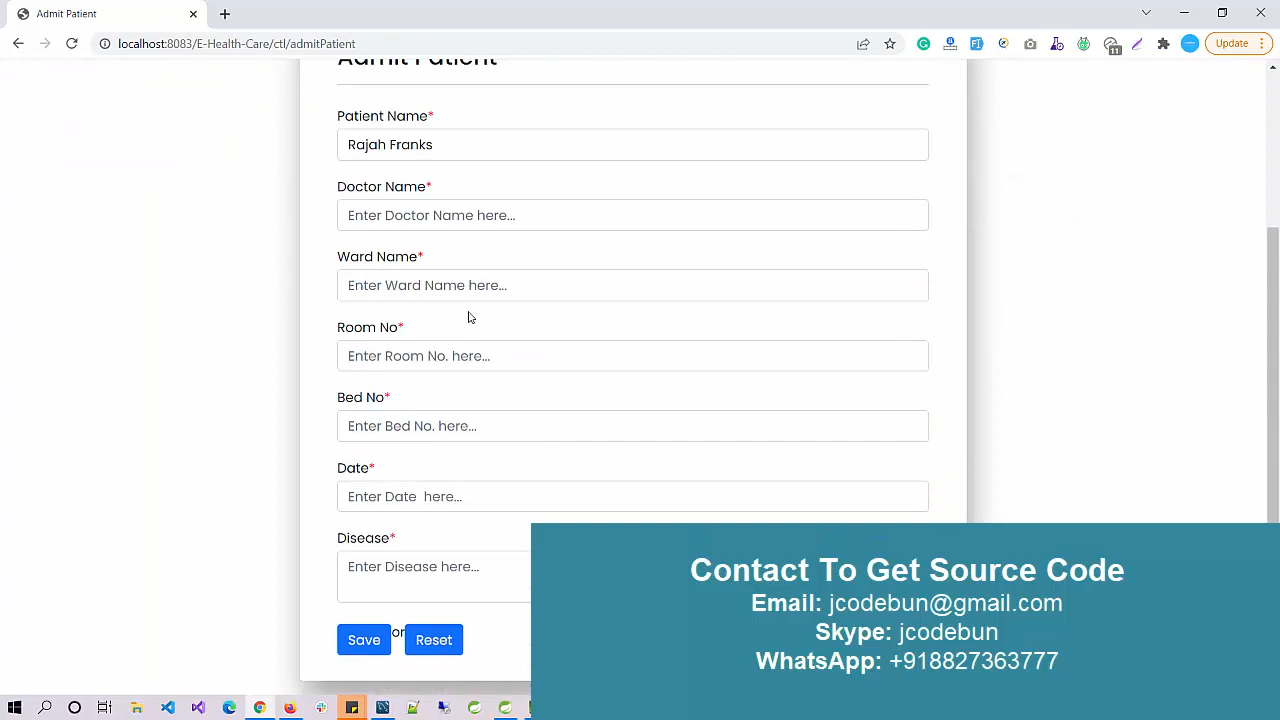 Admit Patient
localhost:8083/E-Health-Care/ctl/admitPatient
Update
11
Admit Patient
Patient Name*
Rajah Franks
Doctor Name*
Enter Doctor Name here...
Ward Name*
Enter Ward Name here...
Room No*
Enter Room No. here...
Bed No*
Enter Bed No. here...
Date*
Enter Date  here...
Disease*
Enter Disease here...
Save or Reset
Contact To Get Source Code
Email: jcodebun@gmail.com
Skype: jcodebun
WhatsApp: +918827363777